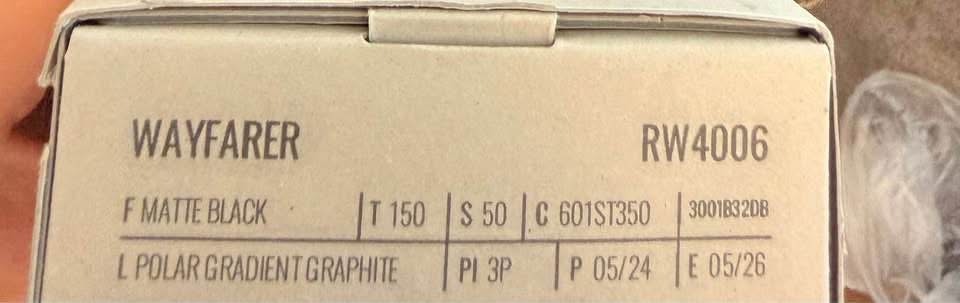 WAYFARER RW4006
F MATTE BLACK T 150 S 50 C 601ST350 3001B32DB
L POLAR GRADIENT GRAPHITE PI 3P P 05/24 E 05/26